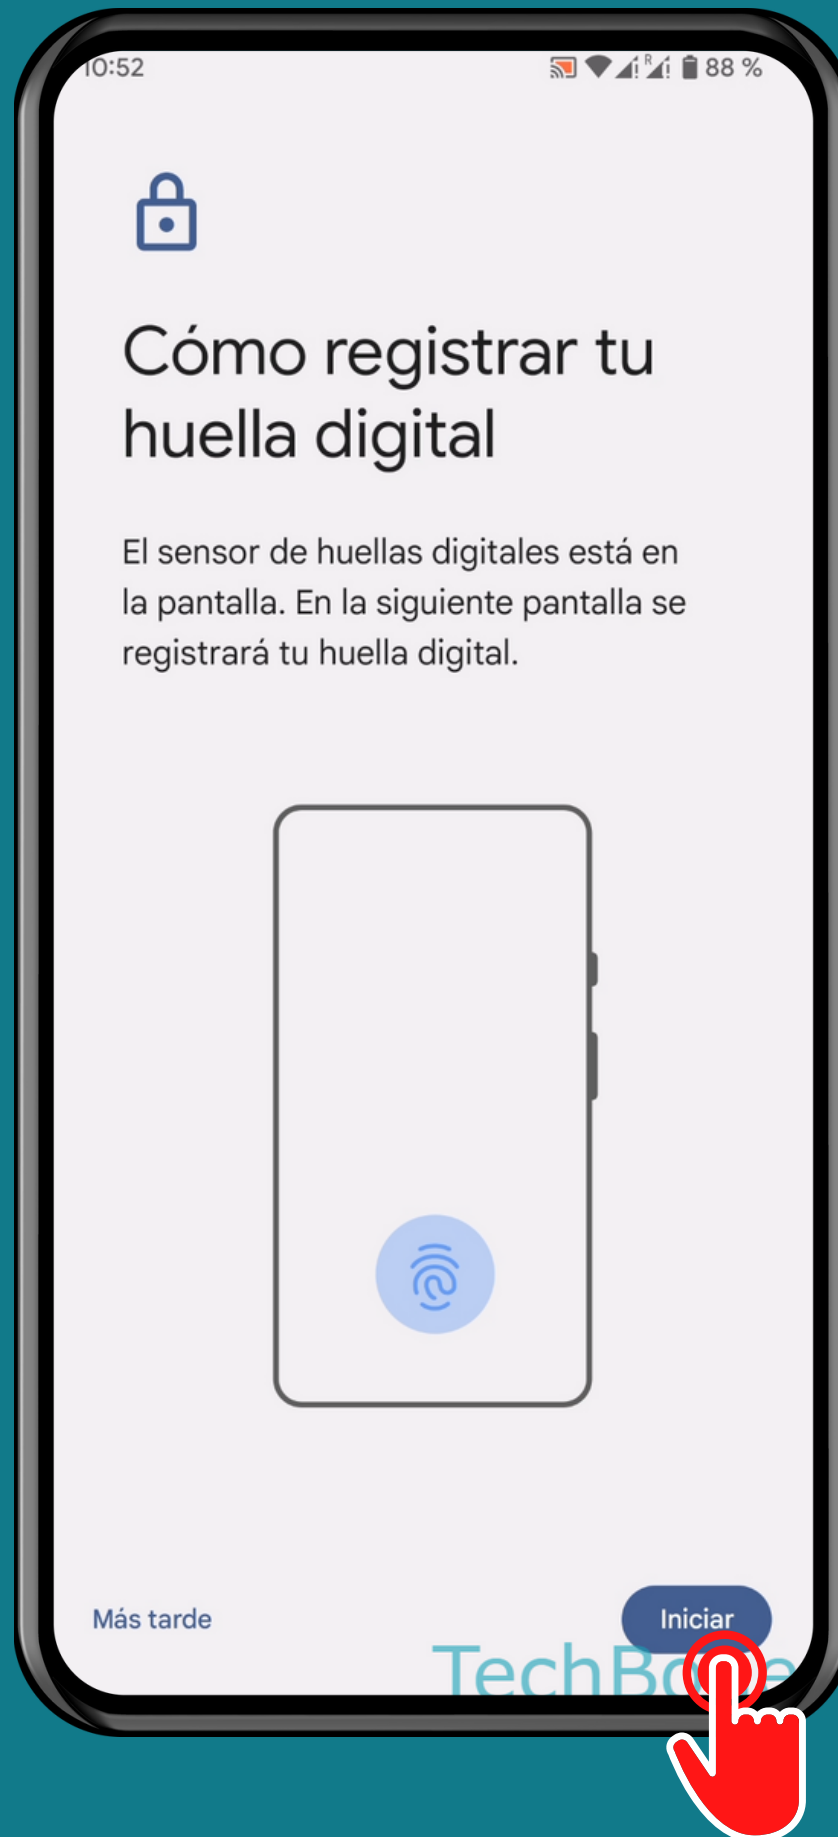 10:52 R 88 %
Cómo registrar tu
huella digital
El sensor de huellas digitales está en
la pantalla. En la siguiente pantalla se
registrará tu huella digital.
Más tarde Iniciar